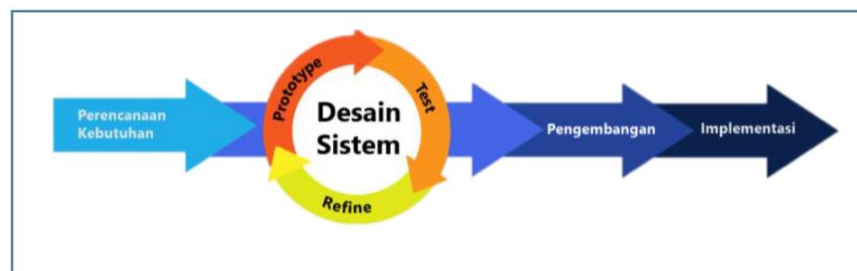 Perencanaan
Kebutuhan
Prototype
Test
Refine
Desain
Sistem
Pengembangan
Implementasi